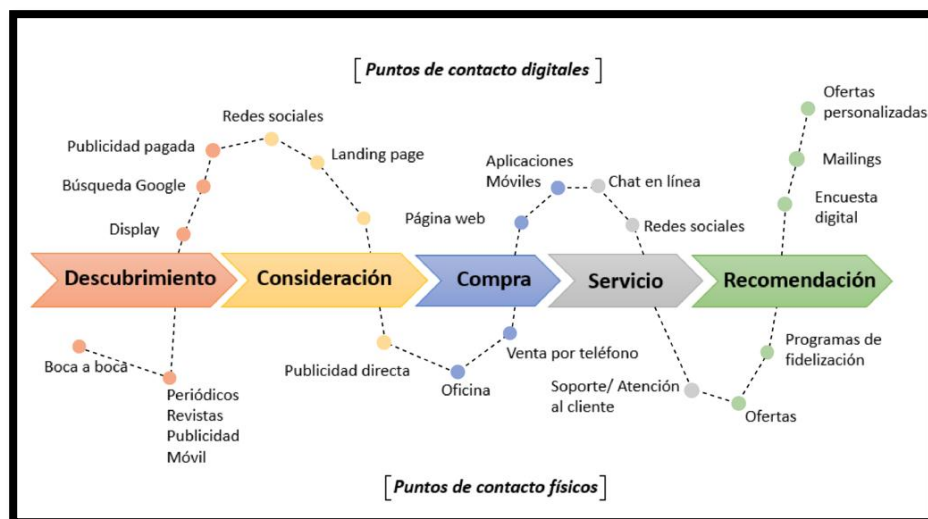 [Puntos de contacto digitales]
Ofertas
personalizadas
Redes sociales
Publicidad pagada
Landing page
Aplicaciones
Móviles
Mailings
Búsqueda Google
Chat en línea
Encuesta
digital
Display
Página web
Redes sociales
Descubrimiento
Consideración
Compra
Servicio
Recomendación
Boca a boca
Periódicos
Revistas
Publicidad
Móvil
Publicidad directa
Oficina
Venta por teléfono
Soporte/ Atención
al cliente
Ofertas
Programas de
fidelización
[Puntos de contacto físicos]